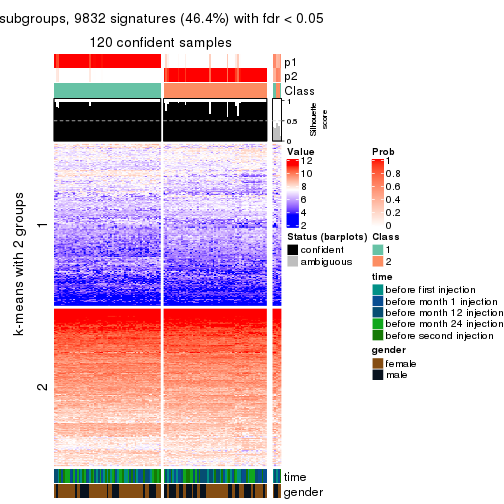 subgroups, 9832 signatures (46.4%) with fdr < 0.05
120 confident samples
p1
p2
Class
1
0.5
0
Silhouette
score
k-means with 2 groups
1
2
Value
12
10
8
6
4
2
Prob
1
0.8
0.6
0.4
0.2
0
Status (barplots)
confident
ambiguous
Class
1
2
time
before first injection
before month 1 injection
before month 12 injection
before month 24 injection
before second injection
gender
female
male
time
gender